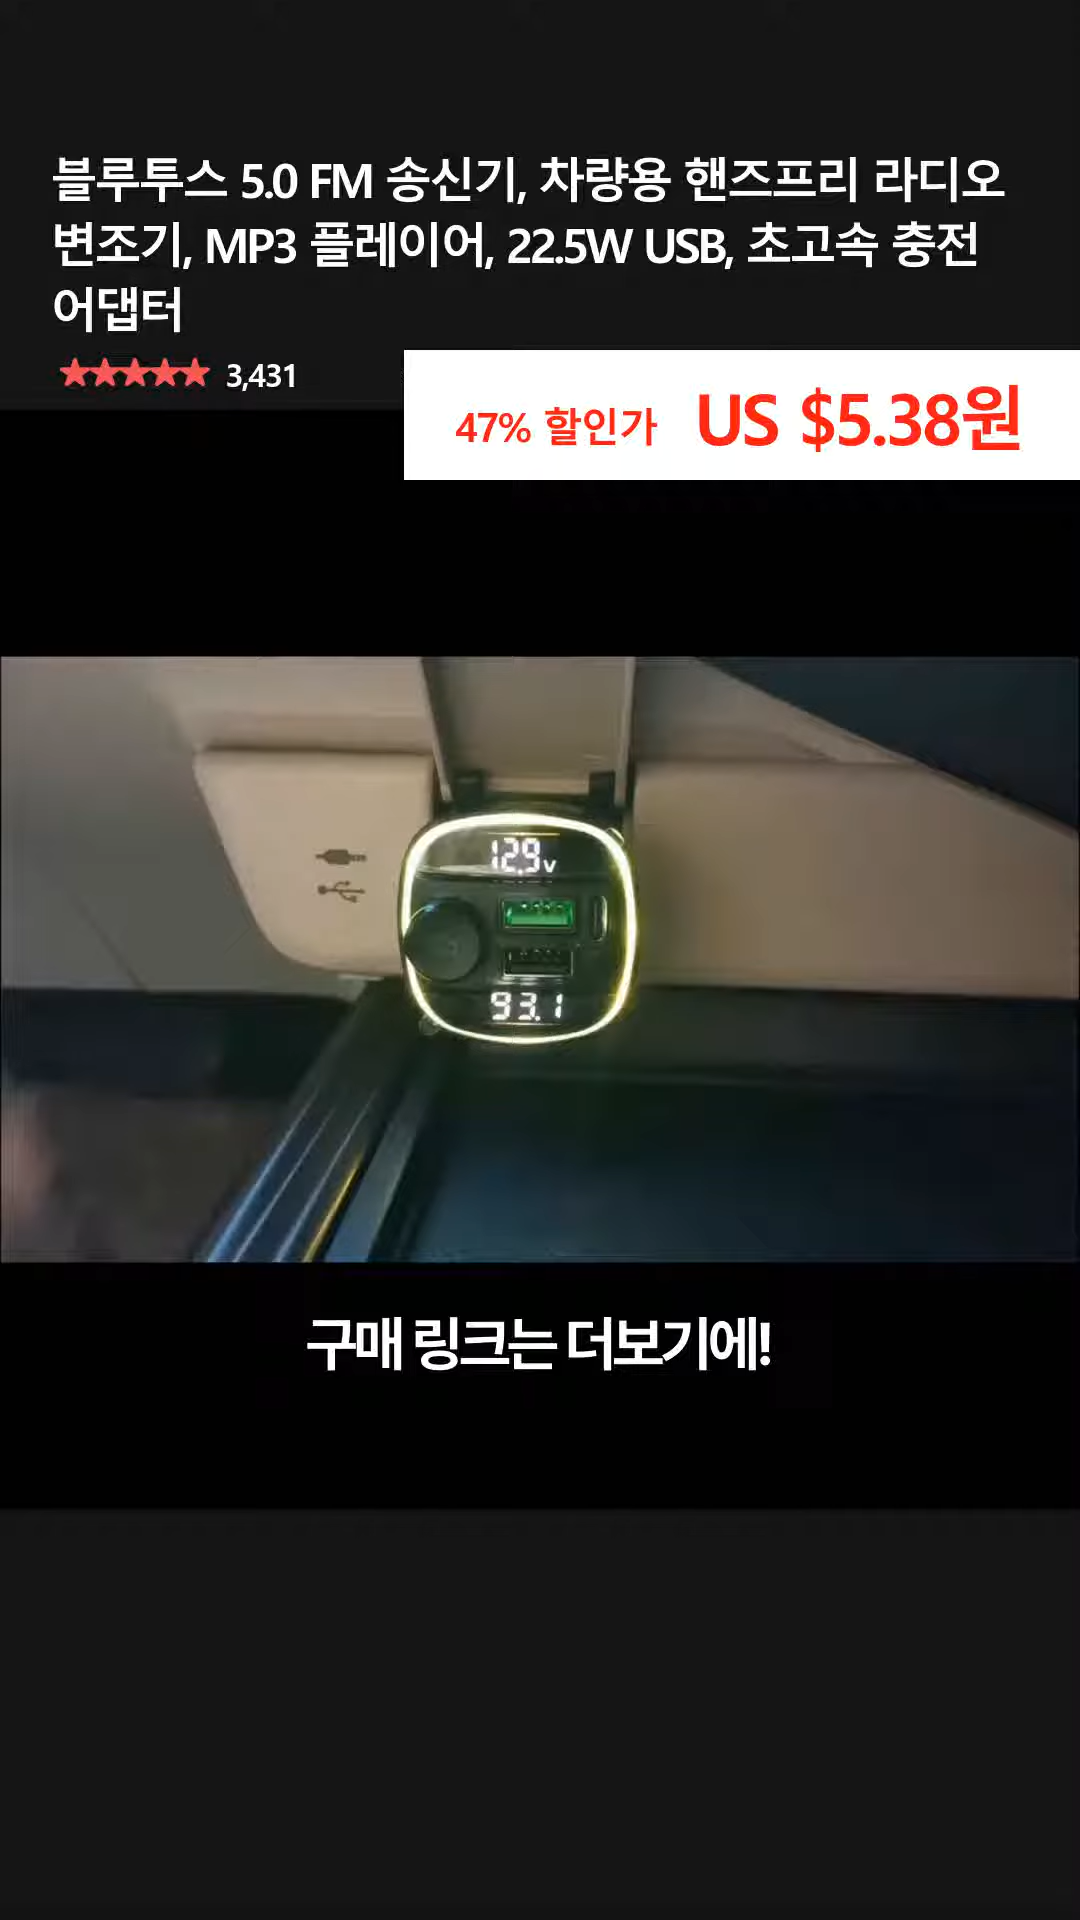 블루투스 5.0 FM 송신기, 차량용 핸즈프리 라디오
변조기, MP3 플레이어, 22.5W USB, 초고속 충전
어댑터
3,431
47% 할인가 US $5.38원
12.9v
93.1
구매 링크는 더보기에!